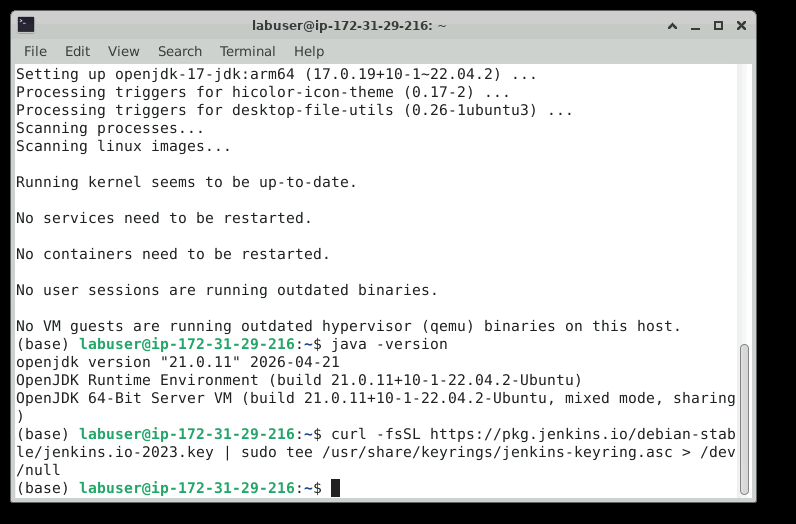 labuser@ip-172-31-29-216: ~
File Edit View Search Terminal Help
Setting up openjdk-17-jdk:arm64 (17.0.19+10-1~22.04.2) ...
Processing triggers for hicolor-icon-theme (0.17-2) ...
Processing triggers for desktop-file-utils (0.26-1ubuntu3) ...
Scanning processes...
Scanning linux images...
Running kernel seems to be up-to-date.
No services need to be restarted.
No containers need to be restarted.
No user sessions are running outdated binaries.
No VM guests are running outdated hypervisor (qemu) binaries on this host.
(base) labuser@ip-172-31-29-216:~$ java -version
openjdk version "21.0.11" 2026-04-21
OpenJDK Runtime Environment (build 21.0.11+10-1-22.04.2-Ubuntu)
OpenJDK 64-Bit Server VM (build 21.0.11+10-1-22.04.2-Ubuntu, mixed mode, sharing
)
(base) labuser@ip-172-31-29-216:~$ curl -fsSL https://pkg.jenkins.io/debian-stab
le/jenkins.io-2023.key | sudo tee /usr/share/keyrings/jenkins-keyring.asc > /dev
/null
(base) labuser@ip-172-31-29-216:~$